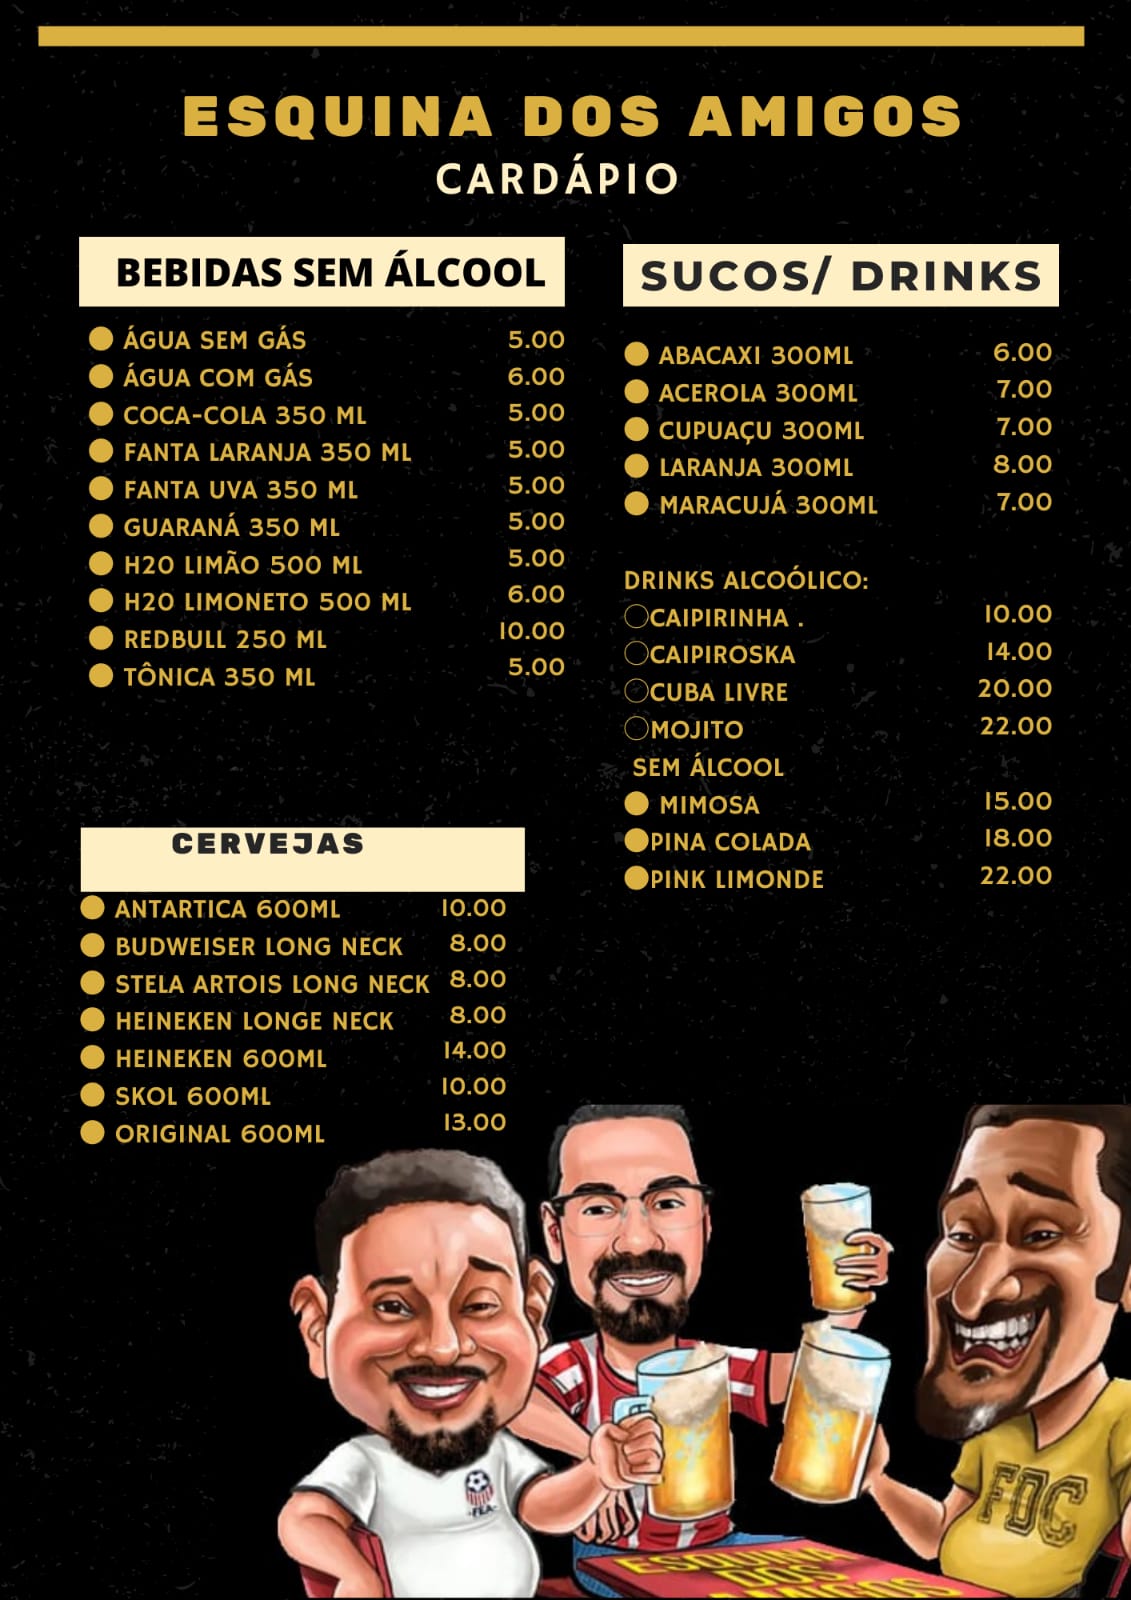 ESQUINA DOS AMIGOS
CARDÁPIO
BEBIDAS SEM ÁLCOOL
ÁGUA SEM GÁS 5.00
ÁGUA COM GÁS 6.00
COCA-COLA 350 ML 5.00
FANTA LARANJA 350 ML 5.00
FANTA UVA 350 ML 5.00
GUARANÁ 350 ML 5.00
H20 LIMÃO 500 ML 5.00
H20 LIMONETO 500 ML 6.00
REDBULL 250 ML 10.00
TÔNICA 350 ML 5.00
CERVEJAS
ANTARTICA 600ML 10.00
BUDWEISER LONG NECK 8.00
STELA ARTOIS LONG NECK 8.00
HEINEKEN LONGE NECK 8.00
HEINEKEN 600ML 14.00
SKOL 600ML 10.00
ORIGINAL 600ML 13.00
SUCOS/ DRINKS
ABACAXI 300ML 6.00
ACEROLA 300ML 7.00
CUPUAÇU 300ML 7.00
LARANJA 300ML 8.00
MARACUJÁ 300ML 7.00
DRINKS ALCOÓLICO:
CAIPIRINHA . 10.00
CAIPIROSKA 14.00
CUBA LIVRE 20.00
MOJITO 22.00
SEM ÁLCOOL
MIMOSA 15.00
PINA COLADA 18.00
PINK LIMONDE 22.00
FDC
ESQUINA
DOS
AMIGOS